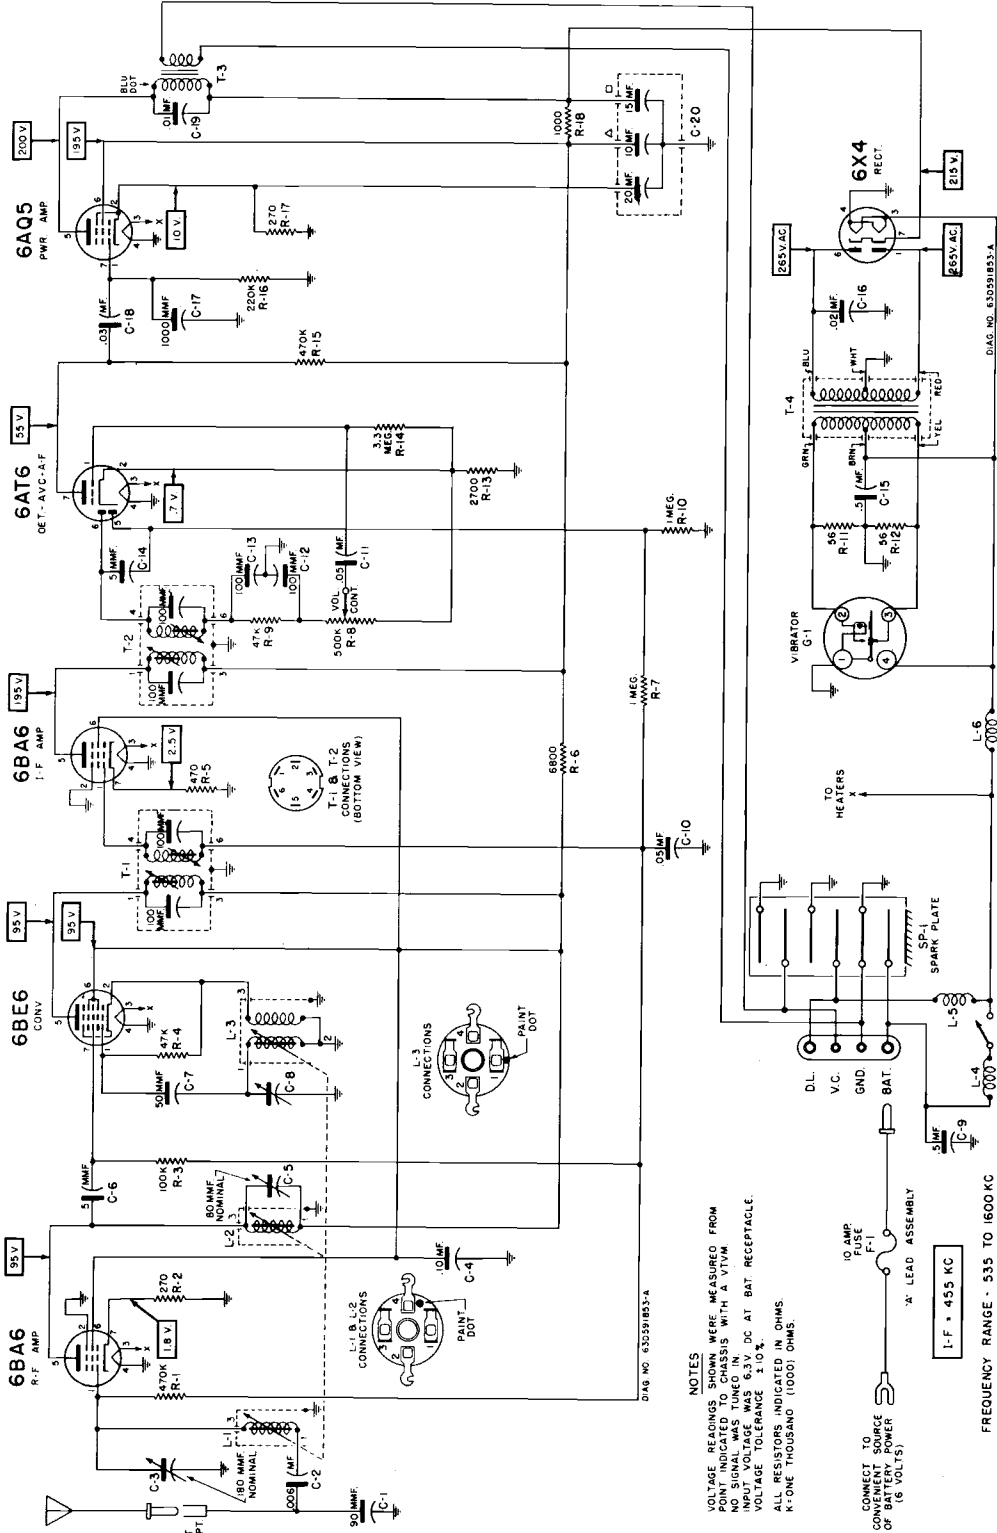 6BA6
R-F AMP
95 V.
1.8 V.
270
R-2
470K
R-1
C-3
180 MMF.
NOMINAL
L-1
.006 MF.
C-2
90 MMF
C-1
.5 MMF
C-6
100K
R-3
80 MMF.
NOMINAL
C-5
L-2
.10 MF.
C-4
L-1 & L-2
CONNECTIONS
PAINT
DOT
DIAG. NO. 63D591853-A
6BE6
CONV
95 V
95 V.
47K
R-4
50 MMF
C-7
C-8
L-3
L-3
CONNECTIONS
PAINT
DOT
T-1
100
MMF.
100 MMF.
6BA6
I-F AMP
195 V.
2.5 V.
470
R-5
T-1 & T-2
CONNECTIONS
(BOTTOM VIEW)
.05 MF.
C-10
6800
R-6
1 MEG.
R-7
T-2
100
MMF
100 MMF.
6AT6
DET-AVC-A-F
55 V.
.7 V.
5 MMF.
C-14
100 MMF
C-13
100 MMF
C-12
47K
R-9
500K
R-8
VOL
CONT
.05 MF.
C-11
3.3
MEG.
R-14
2700
R-13
1 MEG.
R-10
470K
R-15
.03 MF.
C-18
1000 MMF
C-17
220K
R-16
6AQ5
PWR. AMP
200 V.
195 V.
10 V.
270
R-17
BLU
DOT
.01 MF.
C-19
T-3
1000
R-18
20 MF.
10 MF.
15 MF.
C-20
NOTES
VOLTAGE READINGS SHOWN WERE MEASURED FROM
POINT INDICATED TO CHASSIS WITH A VTVM.
NO SIGNAL WAS TUNED IN.
INPUT VOLTAGE WAS 6.3 V. DC AT BAT. RECEPTACLE.
VOLTAGE TOLERANCE ± 10 %.
ALL RESISTORS INDICATED IN OHMS.
K = ONE THOUSAND (1000) OHMS.
CONNECT TO
CONVENIENT SOURCE
OF BATTERY POWER
(6 VOLTS)
10 AMP.
FUSE
F-1
"A" LEAD ASSEMBLY
I-F = 455 KC
FREQUENCY RANGE - 535 TO 1600 KC
D.L.
V.C.
GND.
BAT.
.5 MF.
C-9
L-4
L-5
SP-1
SPARK PLATE
TO
HEATERS
X
L-6
VIBRATOR
G-1
56
R-11
56
R-12
.5 MF.
C-15
GRN
BRN
YEL
T-4
BLU
WHT
RED
.02 MF.
C-16
265V. AC.
265V. AC.
6X4
RECT.
215 V.
DIAG. NO. 63D591853-A